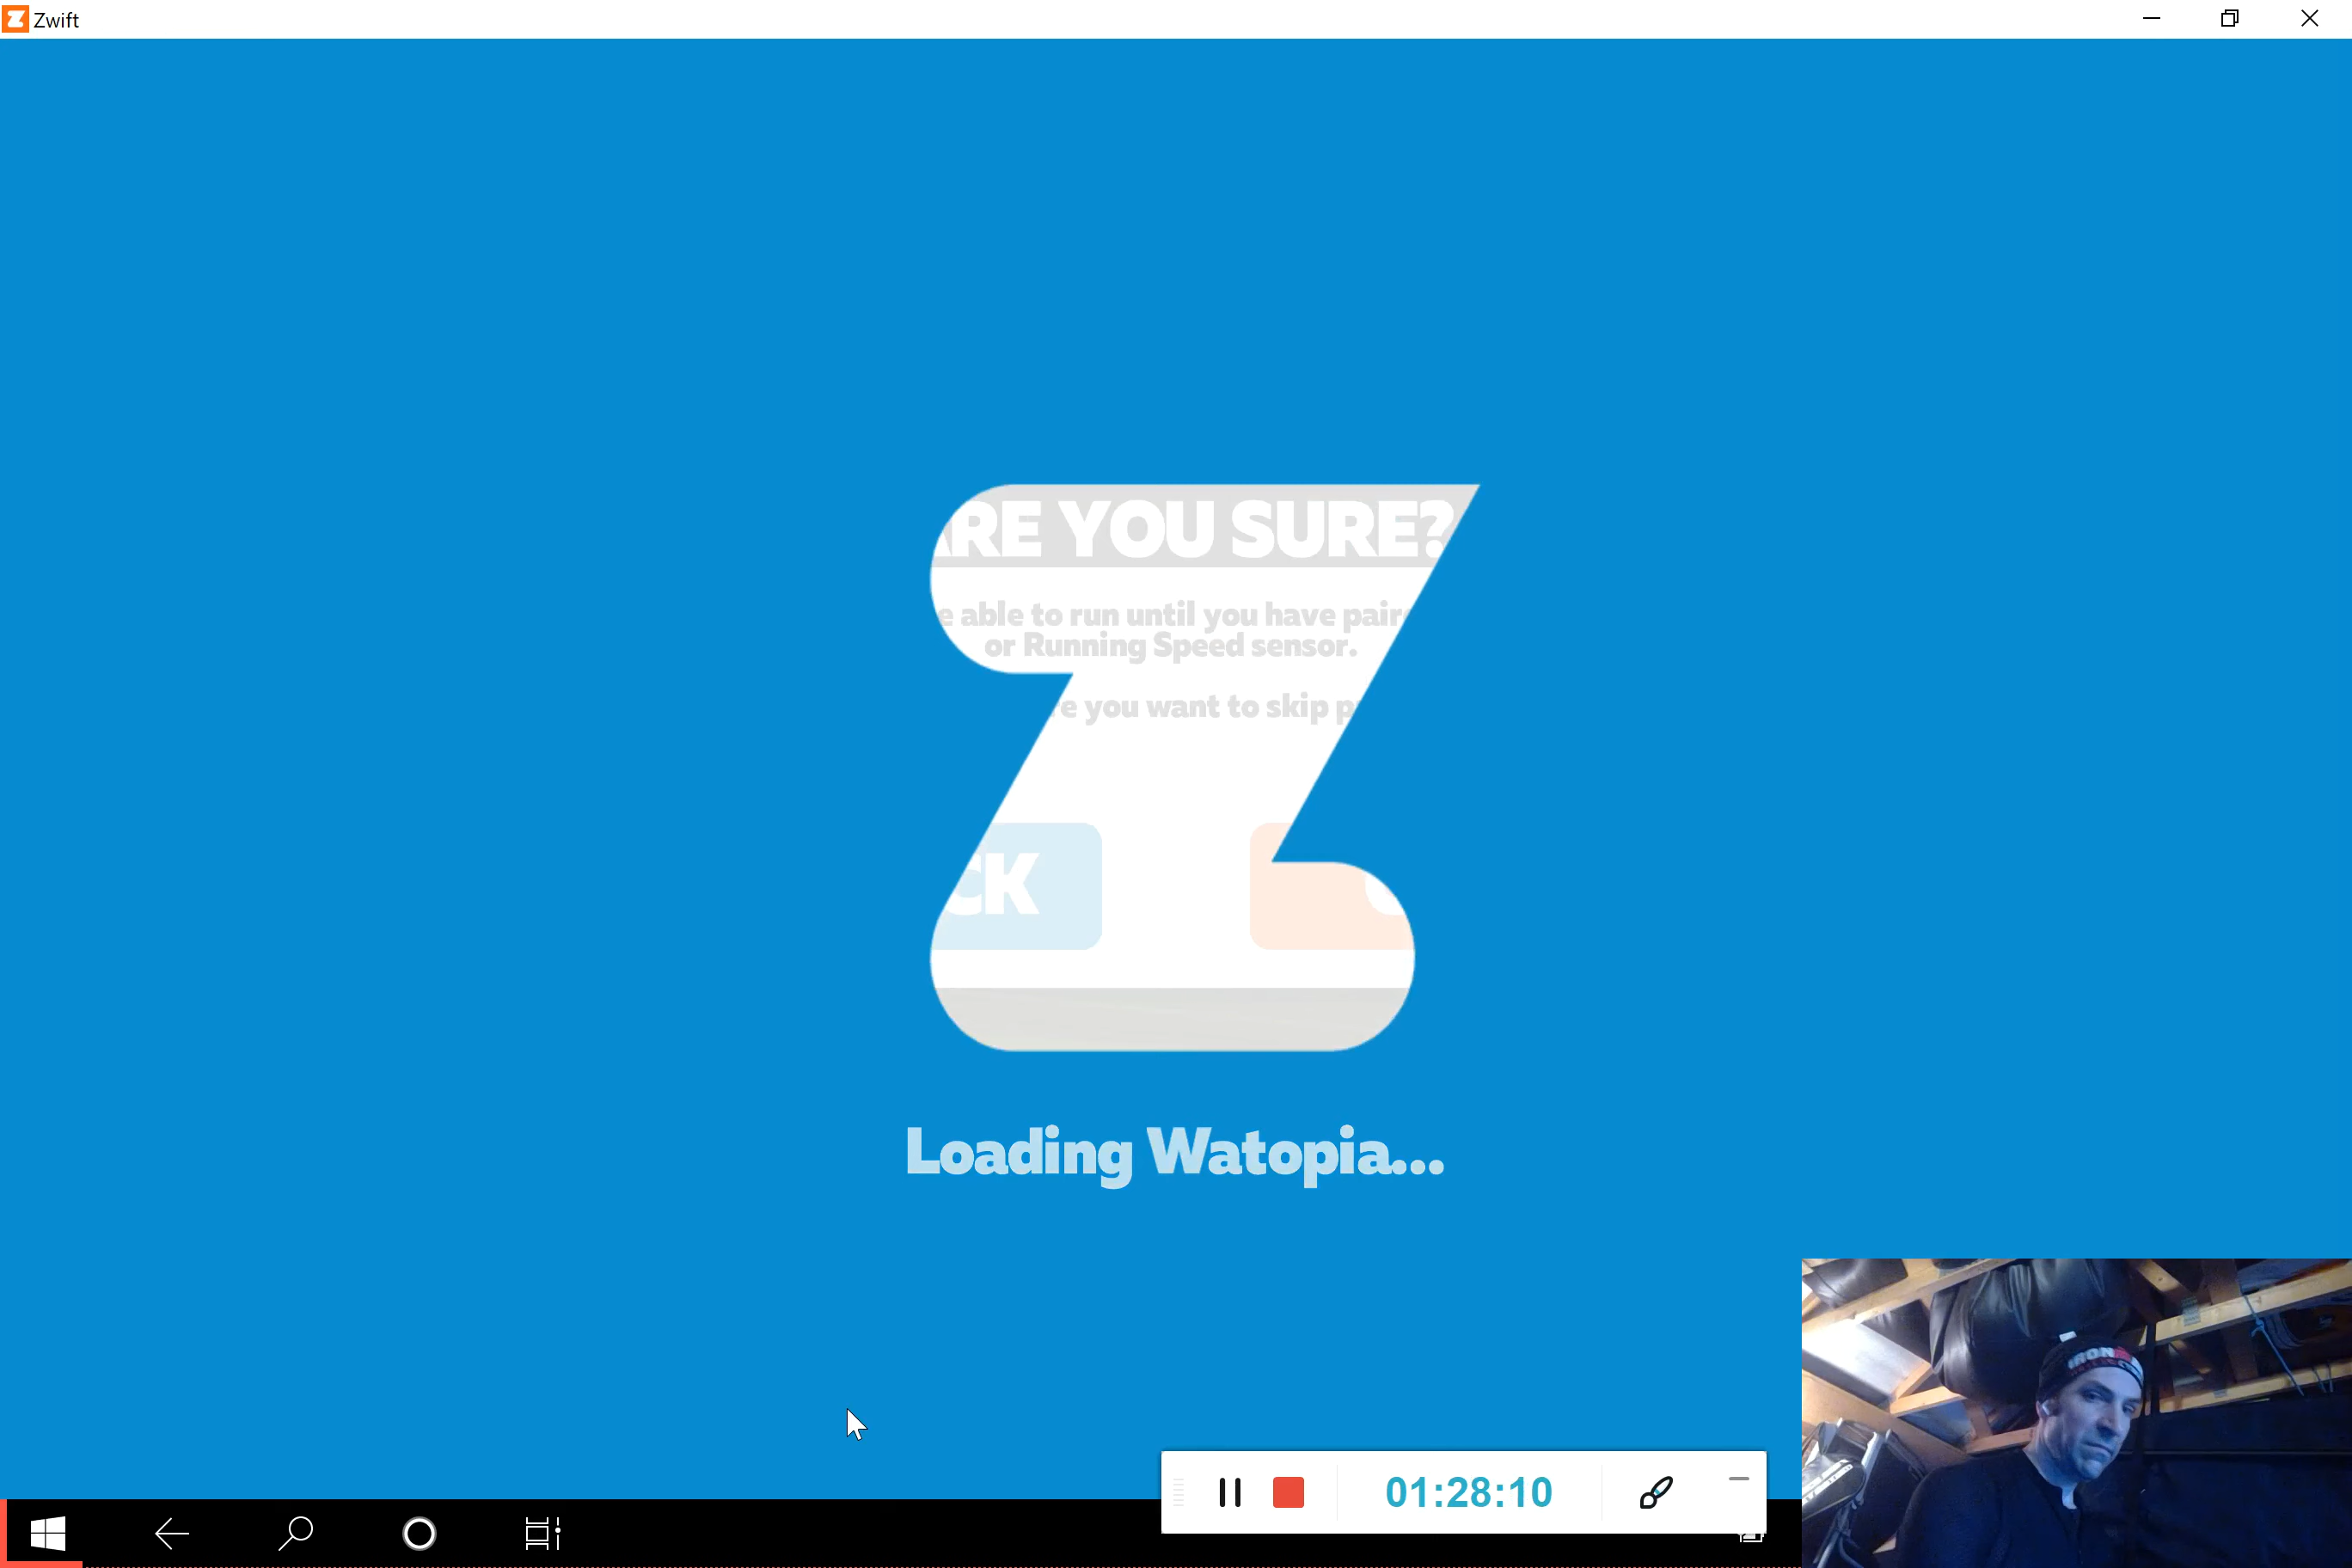 Zwift
RE YOU SURE?
e able to run until you have pair
or Running Speed sensor.
e you want to skip p
CK
Loading Watopia...
01:28:10
IRON